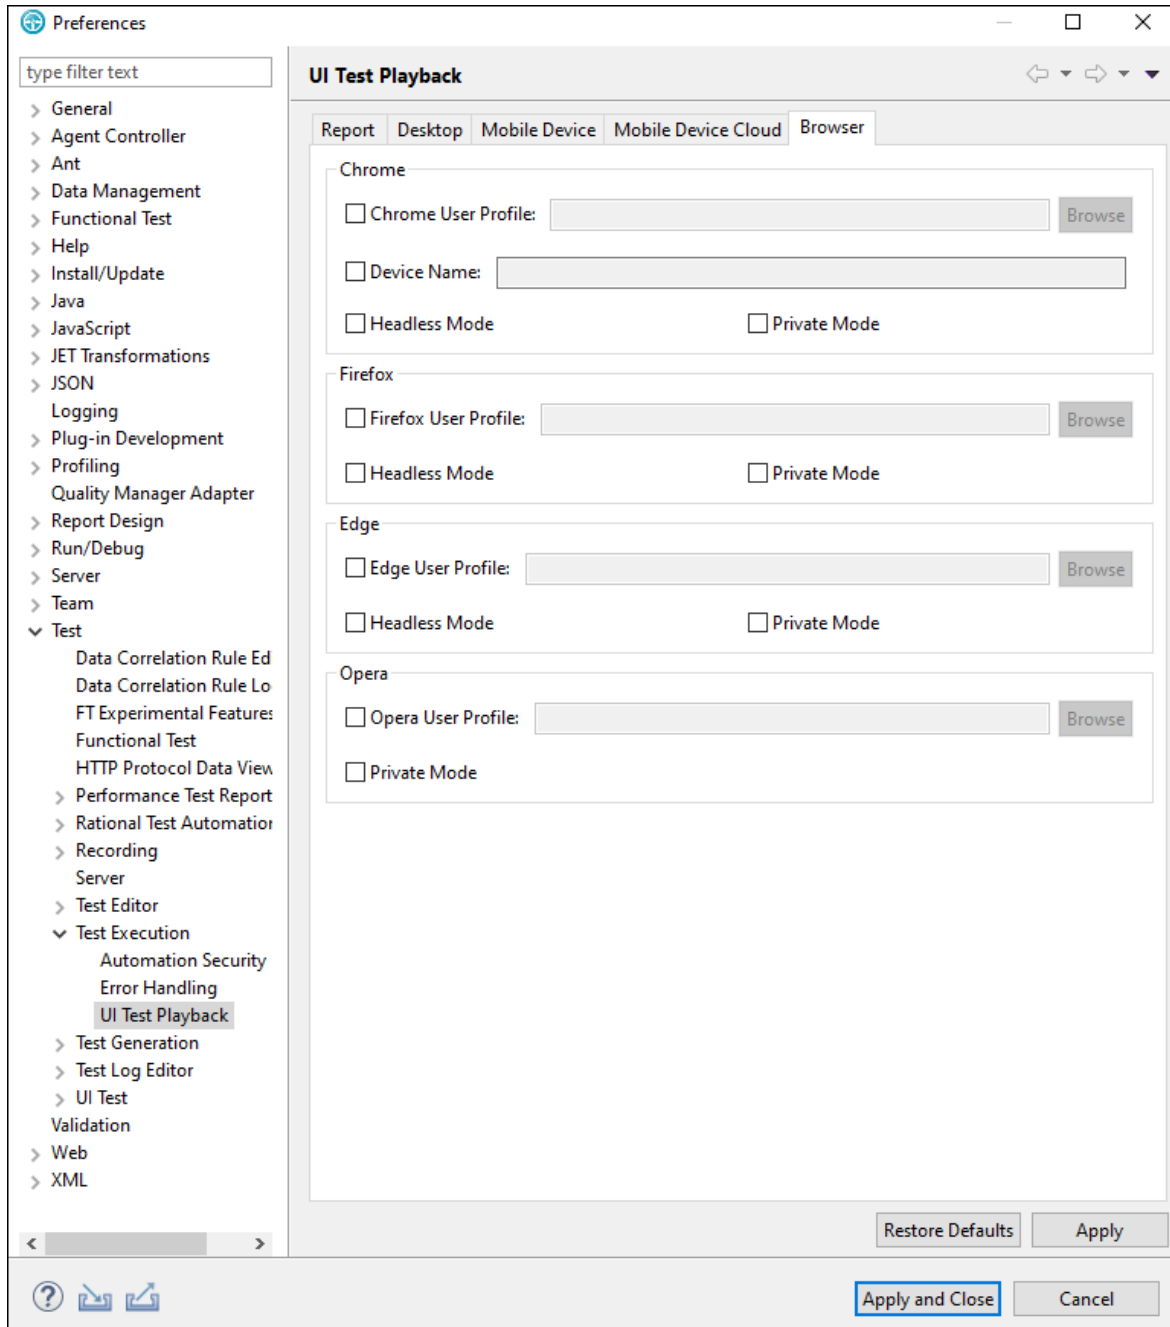 Preferences
type filter text
General
Agent Controller
Ant
Data Management
Functional Test
Help
Install/Update
Java
JavaScript
JET Transformations
JSON
Logging
Plug-in Development
Profiling
Quality Manager Adapter
Report Design
Run/Debug
Server
Team
Test
Data Correlation Rule Ed
Data Correlation Rule Lo
FT Experimental Features
Functional Test
HTTP Protocol Data View
Performance Test Report
Rational Test Automation
Recording
Server
Test Editor
Test Execution
Automation Security
Error Handling
UI Test Playback
Test Generation
Test Log Editor
UI Test
Validation
Web
XML
UI Test Playback
Report Desktop Mobile Device Mobile Device Cloud Browser
Chrome
Chrome User Profile: Browse
Device Name:
Headless Mode Private Mode
Firefox
Firefox User Profile: Browse
Headless Mode Private Mode
Edge
Edge User Profile: Browse
Headless Mode Private Mode
Opera
Opera User Profile: Browse
Private Mode
Restore Defaults Apply
? Apply and Close Cancel